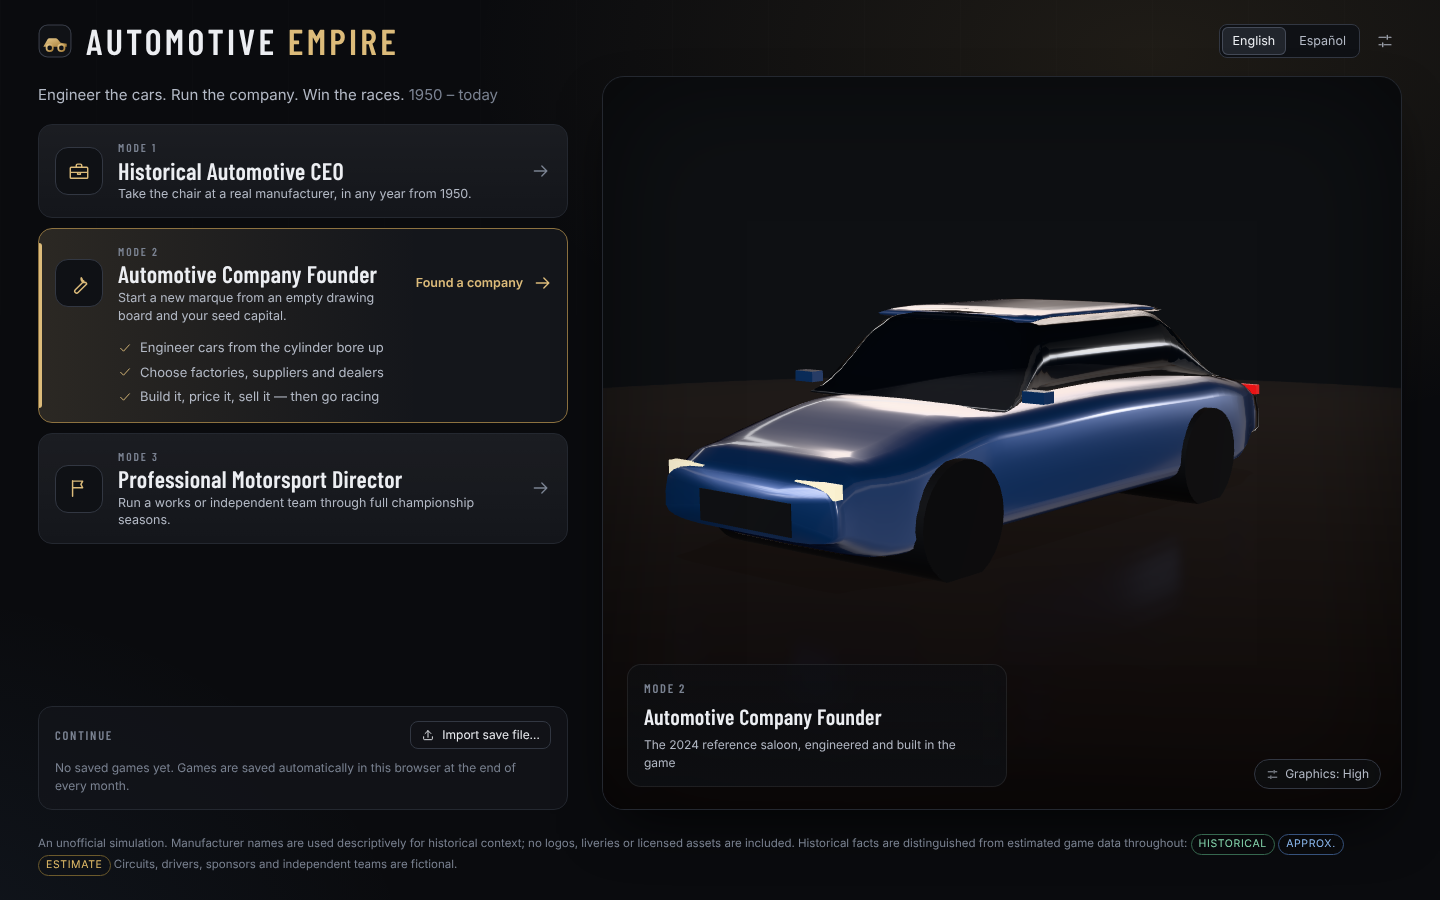 AUTOMOTIVE EMPIRE
English
Español
Engineer the cars. Run the company. Win the races. 1950 – today
MODE 1
Historical Automotive CEO
Take the chair at a real manufacturer, in any year from 1950.
MODE 2
Automotive Company Founder
Start a new marque from an empty drawing
board and your seed capital.
Found a company
Engineer cars from the cylinder bore up
Choose factories, suppliers and dealers
Build it, price it, sell it — then go racing
MODE 3
Professional Motorsport Director
Run a works or independent team through full championship
seasons.
CONTINUE
Import save file...
No saved games yet. Games are saved automatically in this browser at the end of
every month.
MODE 2
Automotive Company Founder
The 2024 reference saloon, engineered and built in the
game
Graphics: High
An unofficial simulation. Manufacturer names are used descriptively for historical context; no logos, liveries or licensed assets are included. Historical facts are distinguished from estimated game data throughout: HISTORICAL APPROX.
ESTIMATE Circuits, drivers, sponsors and independent teams are fictional.